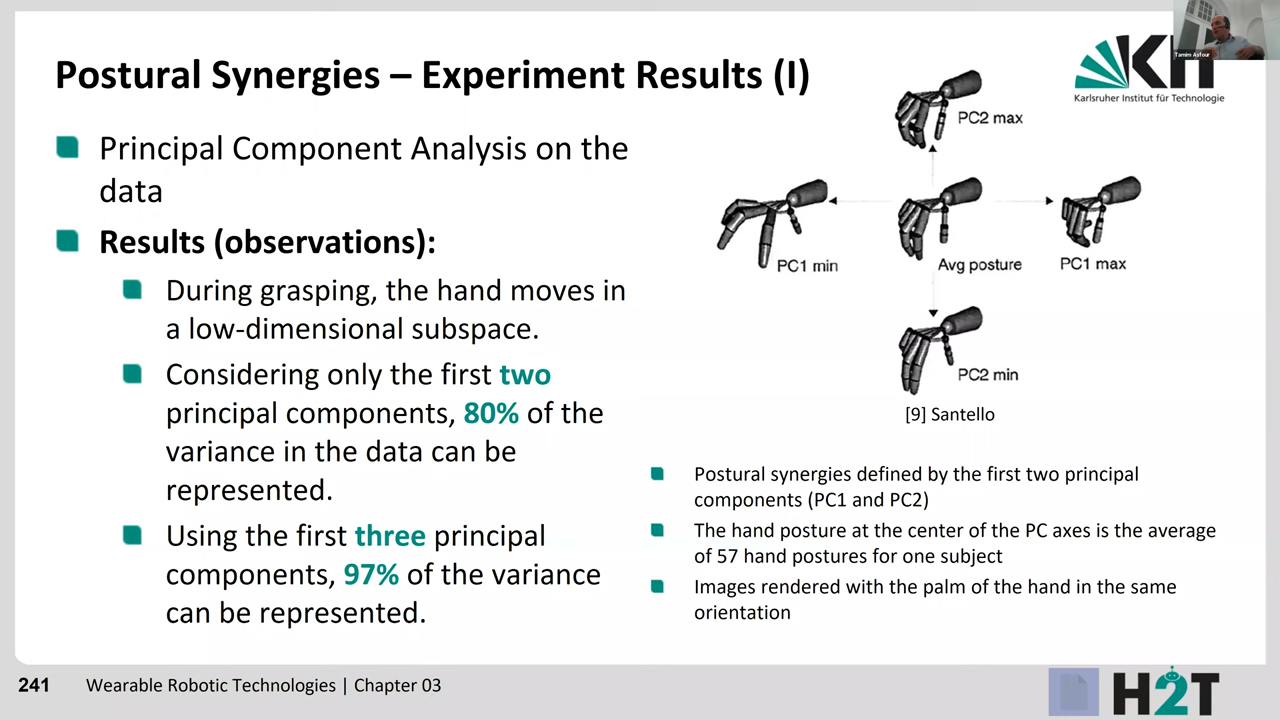 Postural Synergies – Experiment Results (I)
Tamim Asfour
KIT
Karlsruher Institut für Technologie
Principal Component Analysis on the
data
Results (observations):
During grasping, the hand moves in
a low-dimensional subspace.
Considering only the first two
principal components, 80% of the
variance in the data can be
represented.
Using the first three principal
components, 97% of the variance
can be represented.
PC2 max
PC1 min
Avg posture
PC1 max
PC2 min
[9] Santello
Postural synergies defined by the first two principal
components (PC1 and PC2)
The hand posture at the center of the PC axes is the average
of 57 hand postures for one subject
Images rendered with the palm of the hand in the same
orientation
241 Wearable Robotic Technologies | Chapter 03
H2T